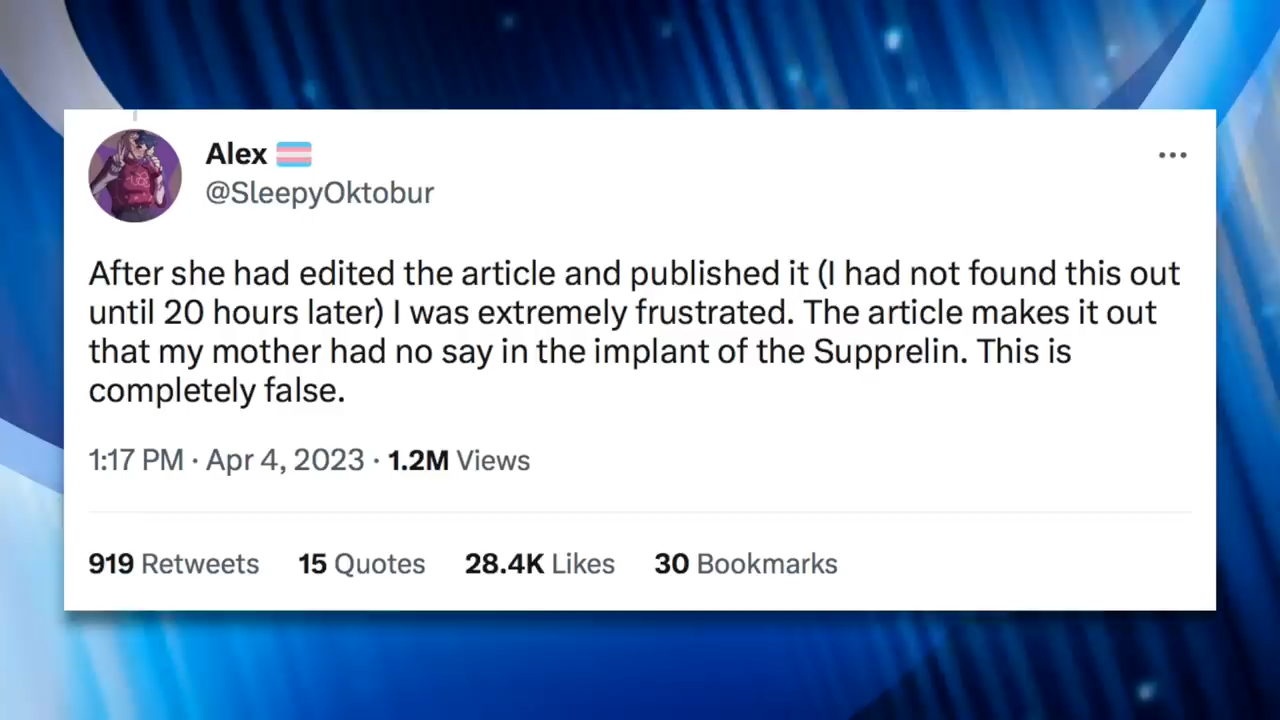 Alex
@SleepyOktobur
After she had edited the article and published it (I had not found this out
until 20 hours later) I was extremely frustrated. The article makes it out
that my mother had no say in the implant of the Supprelin. This is
completely false.
1:17 PM · Apr 4, 2023 · 1.2M Views
919 Retweets 15 Quotes 28.4K Likes 30 Bookmarks